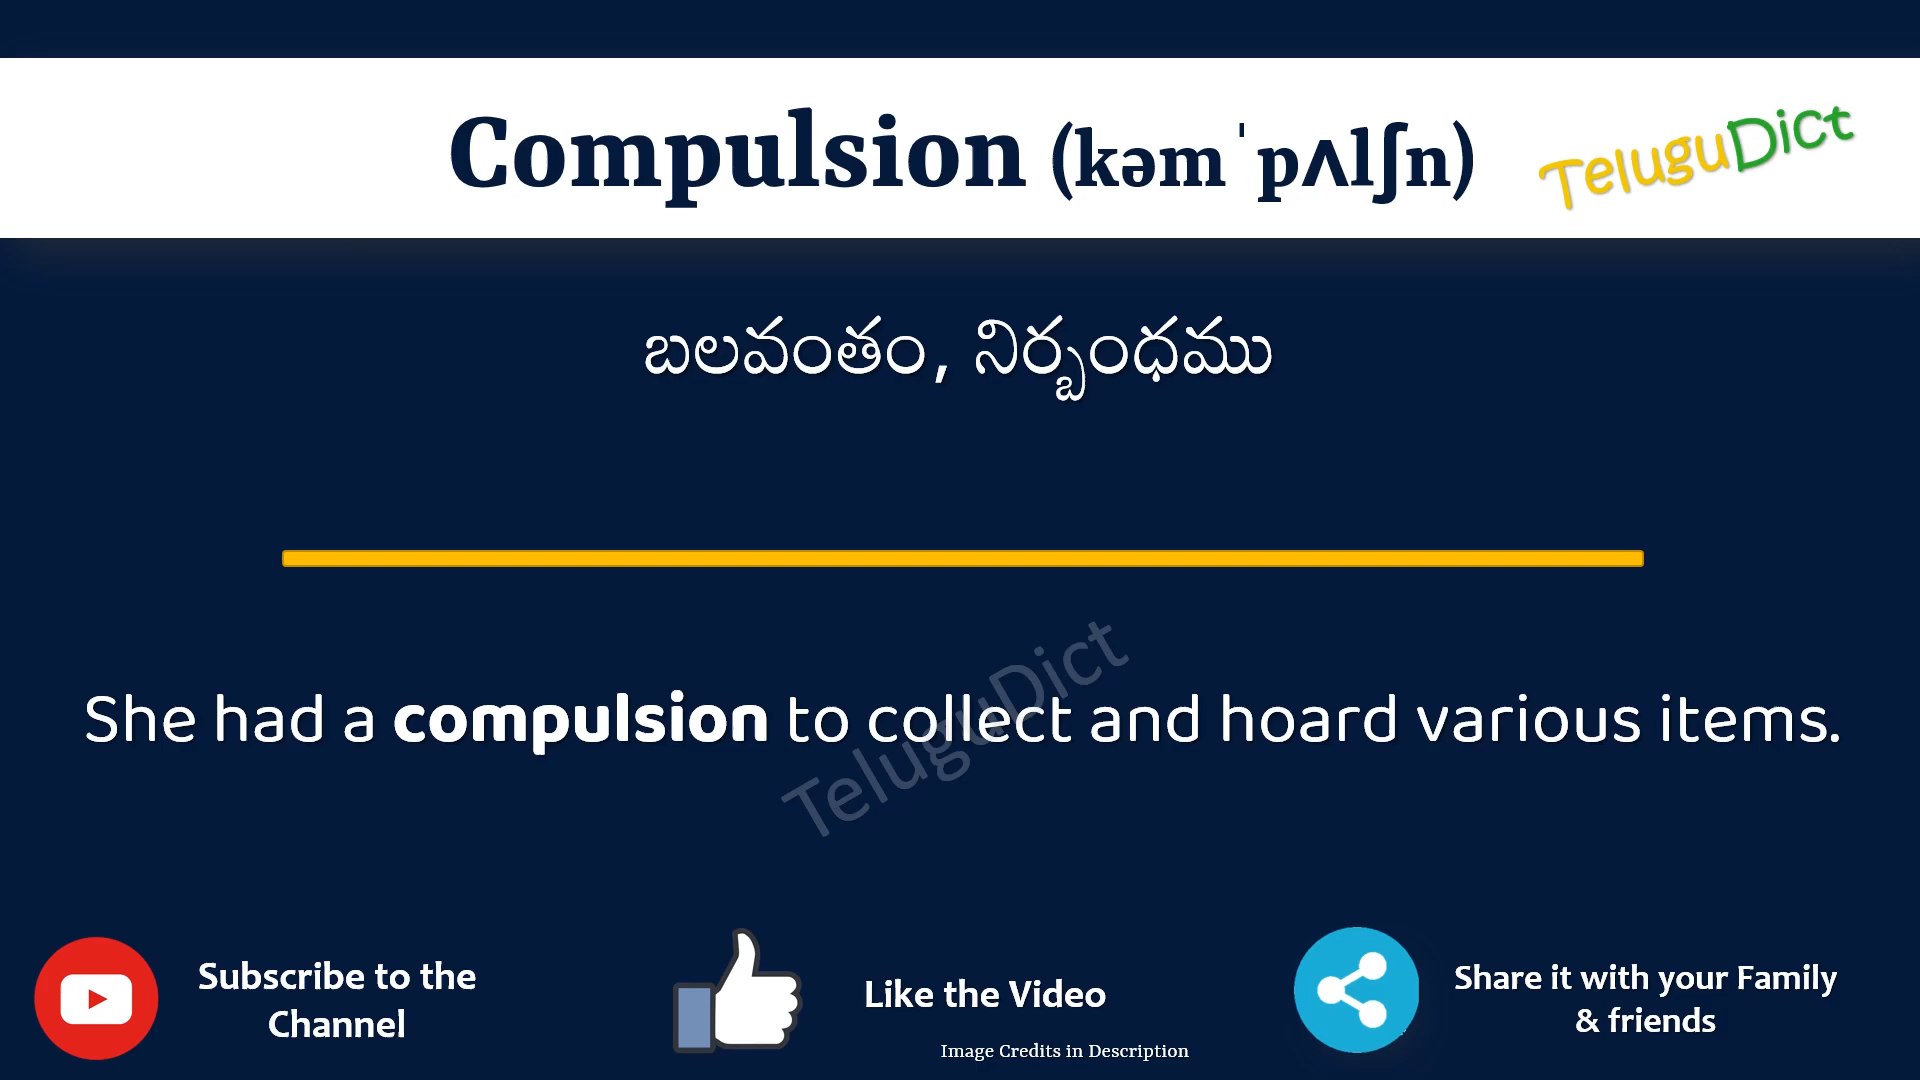 Compulsion (kəmˈpʌlʃn)
TeluguDict
బలవంతం, నిర్బంధము
She had a compulsion to collect and hoard various items.
TeluguDict
Subscribe to the
Channel
Like the Video
Share it with your Family
& friends
Image Credits in Description